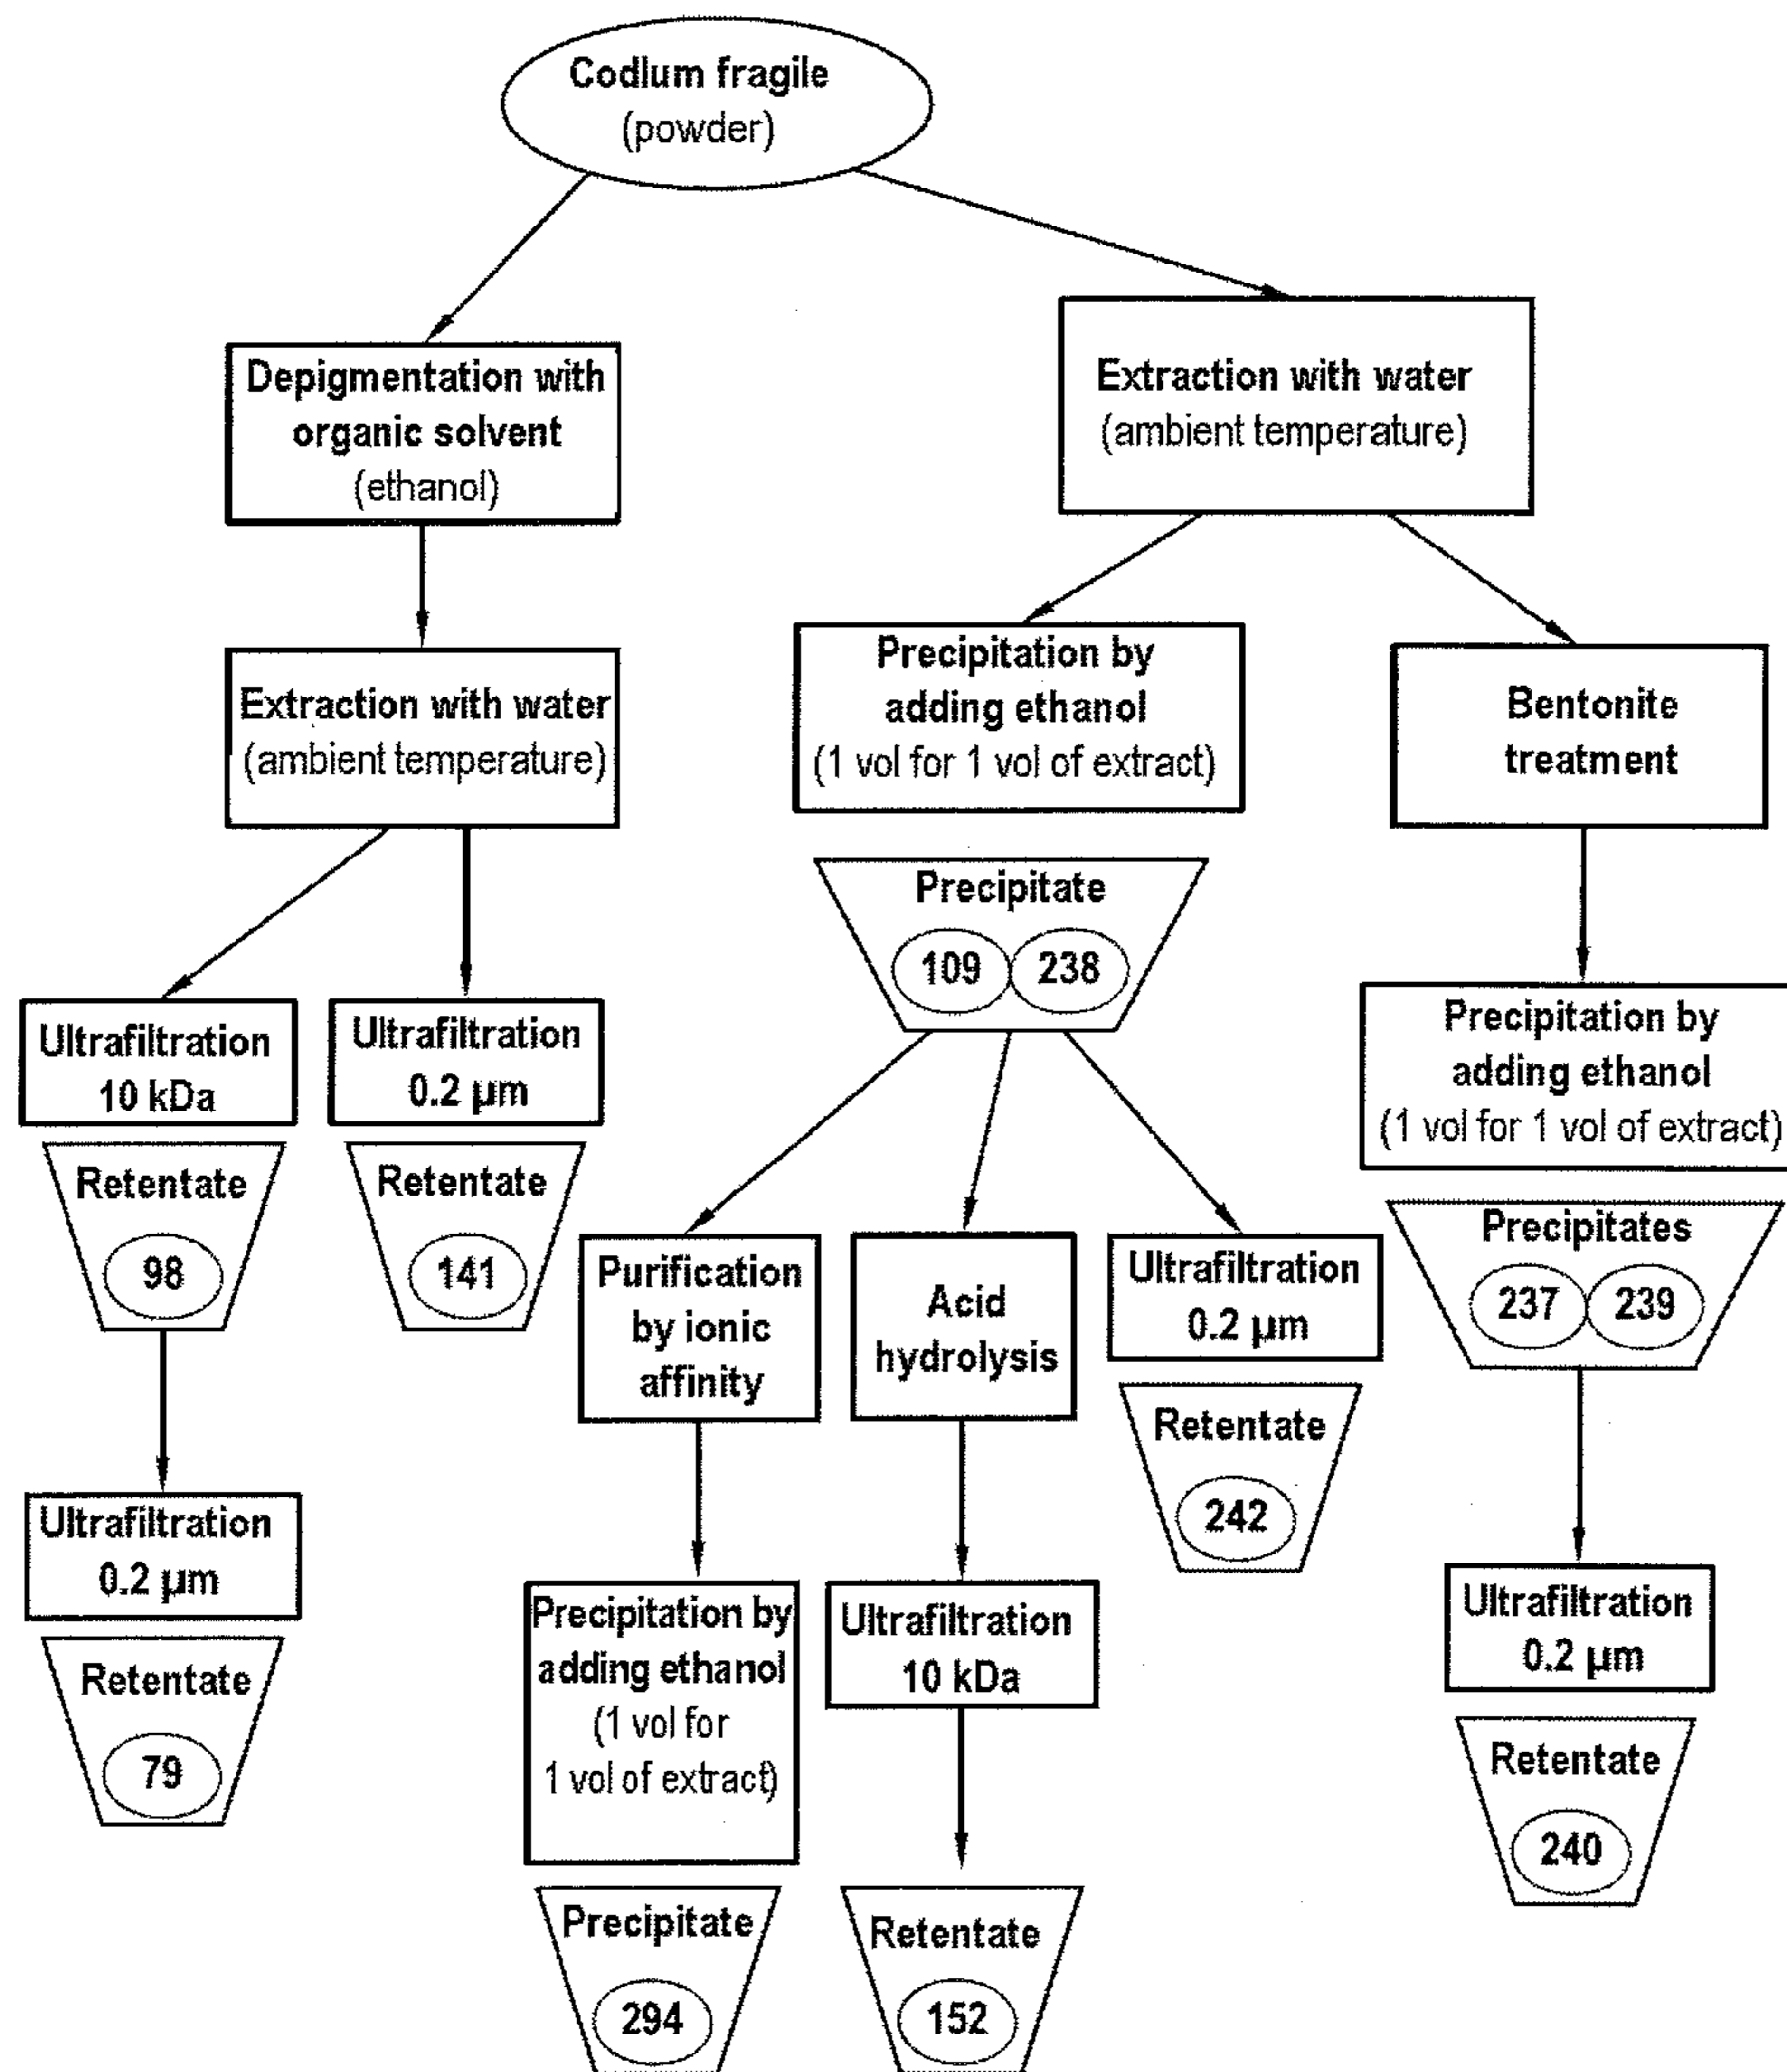 Codlum fragile
(powder)
Depigmentation with
organic solvent
(ethanol)
Extraction with water
(ambient temperature)
Extraction with water
(ambient temperature)
Precipitation by
adding ethanol
(1 vol for 1 vol of extract)
Bentonite
treatment
Precipitate
109 238
Ultrafiltration
10 kDa
Ultrafiltration
0.2 µm
Precipitation by
adding ethanol
(1 vol for 1 vol of extract)
Retentate
98
Retentate
141
Purification
by ionic
affinity
Acid
hydrolysis
Ultrafiltration
0.2 µm
Precipitates
237 239
Retentate
242
Ultrafiltration
0.2 µm
Retentate
79
Precipitation by
adding ethanol
(1 vol for
1 vol of extract)
Ultrafiltration
10 kDa
Ultrafiltration
0.2 µm
Retentate
240
Precipitate
294
Retentate
152